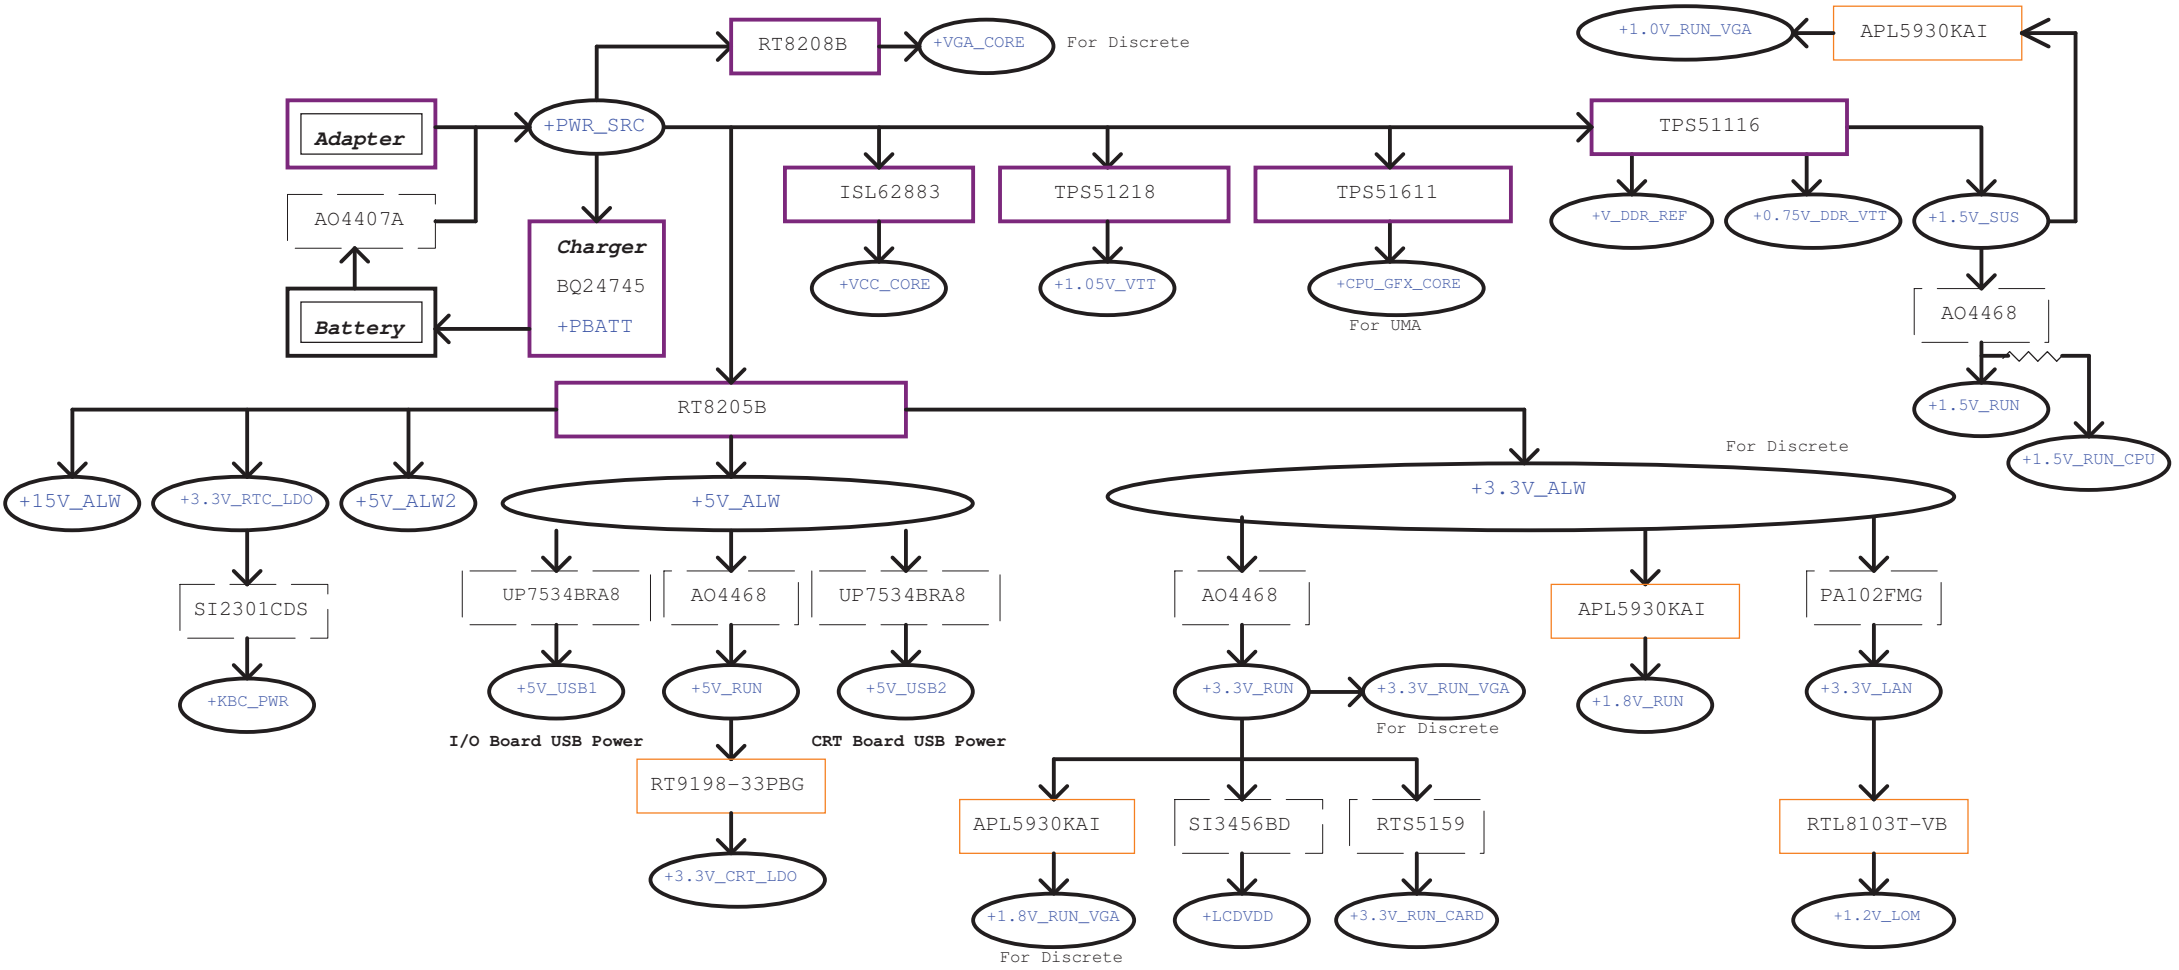 RT8208B
+VGA_CORE
For Discrete
+1.0V_RUN_VGA
APL5930KAI
Adapter
+PWR_SRC
TPS51116
AO4407A
ISL62883
TPS51218
TPS51611
+V_DDR_REF
+0.75V_DDR_VTT
+1.5V_SUS
Charger
BQ24745
+PBATT
Battery
+VCC_CORE
+1.05V_VTT
+CPU_GFX_CORE
For UMA
AO4468
RT8205B
+1.5V_RUN
For Discrete
+1.5V_RUN_CPU
+15V_ALW
+3.3V_RTC_LDO
+5V_ALW2
+5V_ALW
+3.3V_ALW
SI2301CDS
UP7534BRA8
AO4468
UP7534BRA8
AO4468
APL5930KAI
PA102FMG
+KBC_PWR
+5V_USB1
+5V_RUN
+5V_USB2
+3.3V_RUN
+3.3V_RUN_VGA
+1.8V_RUN
+3.3V_LAN
For Discrete
I/O Board USB Power
CRT Board USB Power
RT9198-33PBG
APL5930KAI
SI3456BD
RTS5159
RTL8103T-VB
+3.3V_CRT_LDO
+1.8V_RUN_VGA
+LCDVDD
+3.3V_RUN_CARD
+1.2V_LOM
For Discrete